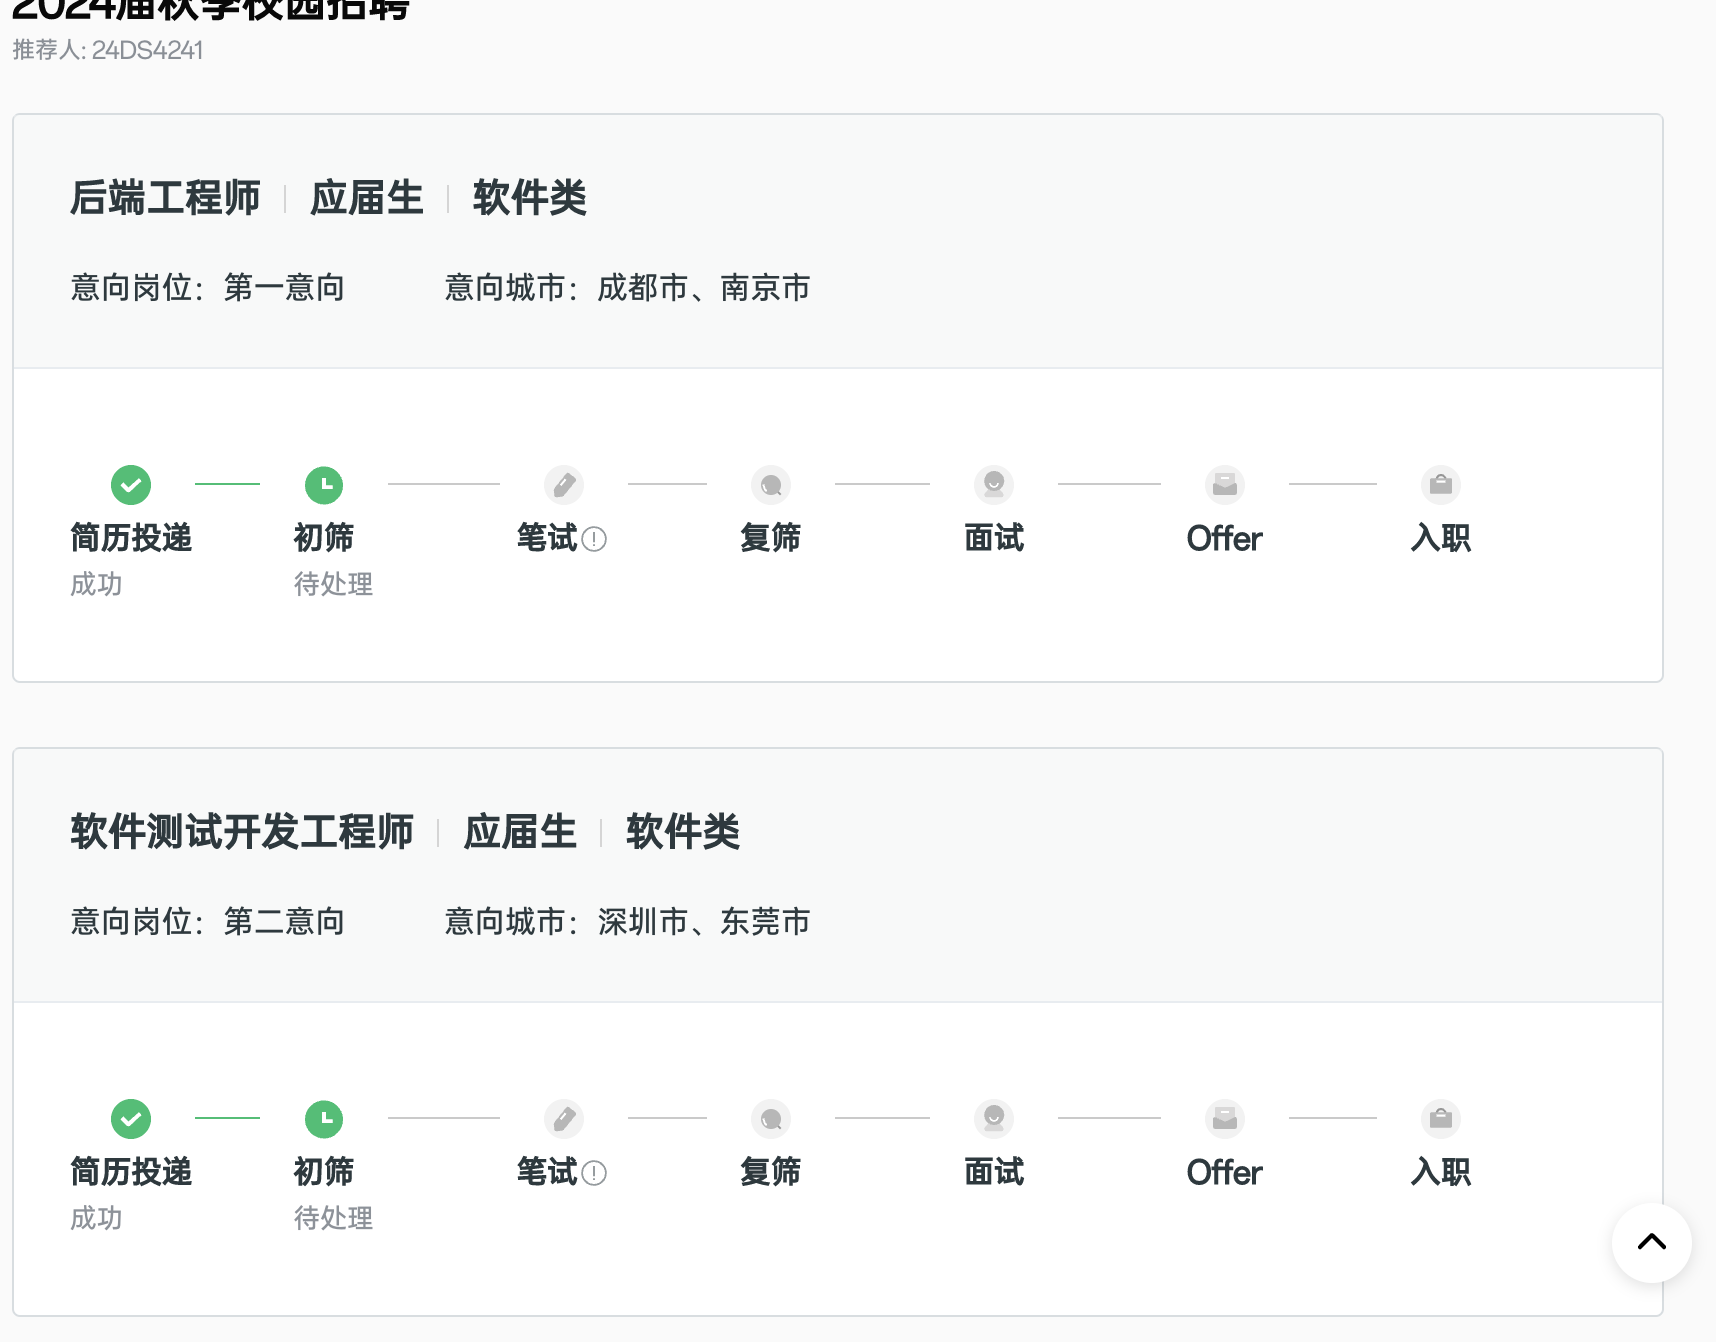 2024届秋季校园招聘
推荐人: 24DS4241
后端工程师 应届生 软件类
意向岗位：第一意向 意向城市：成都市、南京市
简历投递 初筛 笔试 复筛 面试 Offer 入职
成功 待处理
软件测试开发工程师 应届生 软件类
意向岗位：第二意向 意向城市：深圳市、东莞市
简历投递 初筛 笔试 复筛 面试 Offer 入职
成功 待处理